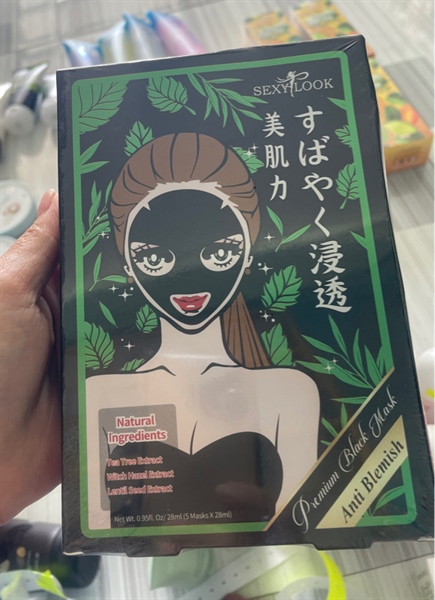 SEXYLOOK
すばやく浸透
美肌力
Natural
Ingredients
Tea Tree Extract
Witch Hazel Extract
Lentil Seed Extract
Premium Black Mask
Anti Blemish
Net Wt. 0.95fl. Oz/ 28ml (5 Masks X 28ml)